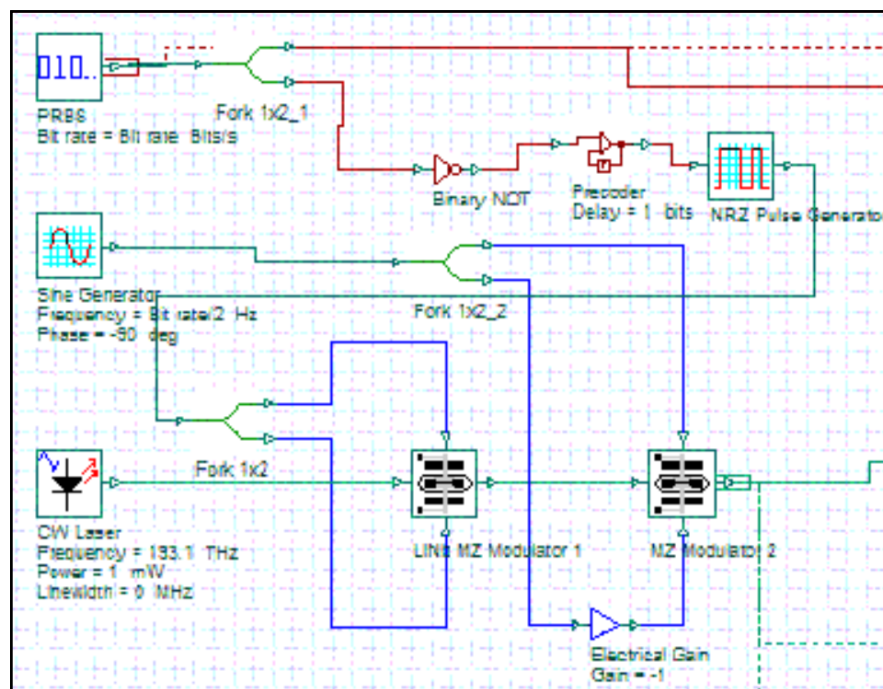 010..
PRBS
Bit rate = Bit rate Bits/s
Fork 1x2_1
Binary NOT
Precoder
Delay = 1 bits
NRZ Pulse Generator
Sine Generator
Frequency = Bit rate/2 Hz
Phase = -90 deg
Fork 1x2_2
Fork 1x2
CW Laser
Frequency = 193.1 THz
Power = 1 mW
Linewidth = 0 MHz
LiNb MZ Modulator 1
MZ Modulator 2
Electrical Gain
Gain = -1